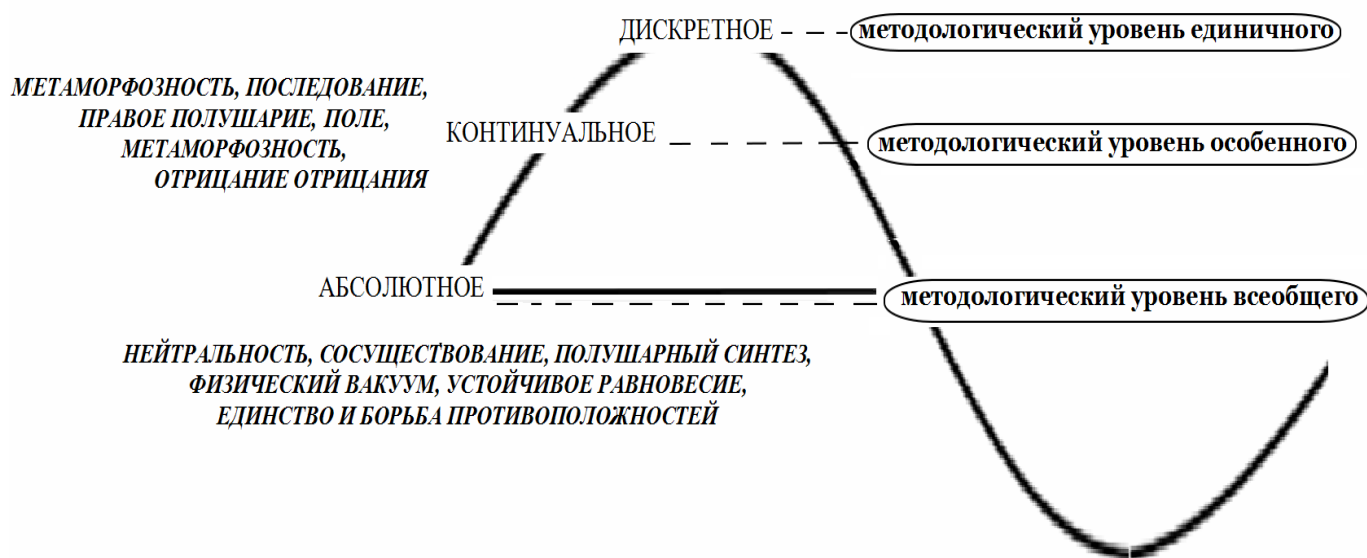 ДИСКРЕТНОЕ
методологический уровень единичного
МЕТАМОРФОЗНОСТЬ, ПОСЛЕДОВАНИЕ,
ПРАВОЕ ПОЛУШАРИЕ, ПОЛЕ,
МЕТАМОРФОЗНОСТЬ,
ОТРИЦАНИЕ ОТРИЦАНИЯ
КОНТИНУАЛЬНОЕ
методологический уровень особенного
АБСОЛЮТНОЕ
методологический уровень всеобщего
НЕЙТРАЛЬНОСТЬ, СОСУЩЕСТВОВАНИЕ, ПОЛУШАРНЫЙ СИНТЕЗ,
ФИЗИЧЕСКИЙ ВАКУУМ, УСТОЙЧИВОЕ РАВНОВЕСИЕ,
ЕДИНСТВО И БОРЬБА ПРОТИВОПОЛОЖНОСТЕЙ